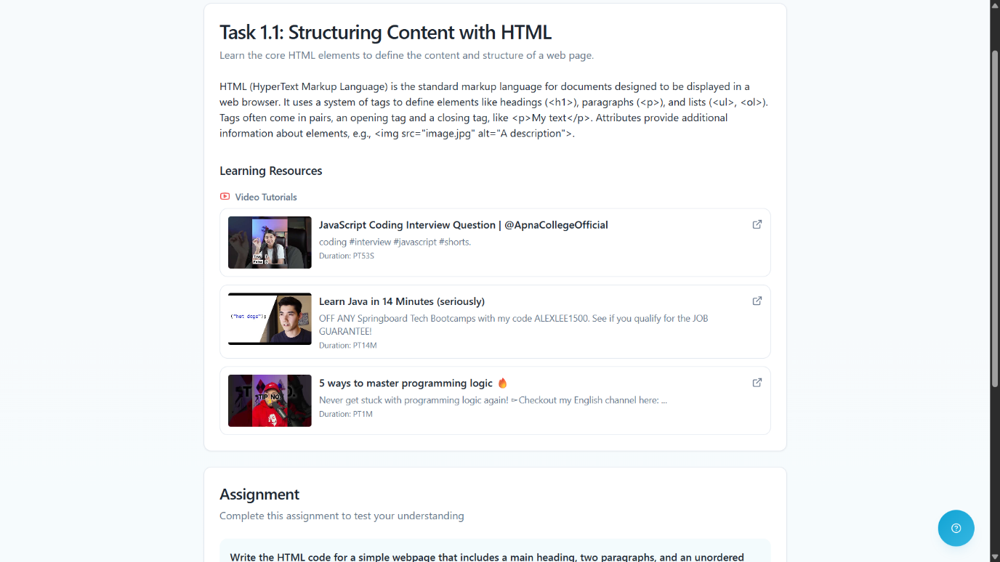 Task 1.1: Structuring Content with HTML
Learn the core HTML elements to define the content and structure of a web page.
HTML (HyperText Markup Language) is the standard markup language for documents designed to be displayed in a
web browser. It uses a system of tags to define elements like headings (<h1>), paragraphs (<p>), and lists (<ul>, <ol>).
Tags often come in pairs, an opening tag and a closing tag, like <p>My text</p>. Attributes provide additional
information about elements, e.g., <img src="image.jpg" alt="A description">.
Learning Resources
Video Tutorials
JavaScript Coding Interview Question | @ApnaCollegeOfficial
coding #interview #javascript #shorts.
Duration: PT53S
True 1
False 0
Learn Java in 14 Minutes (seriously)
("hot dogs");
OFF ANY Springboard Tech Bootcamps with my code ALEXLEE1500. See if you qualify for the JOB
GUARANTEE!
Duration: PT14M
5 ways to master programming logic 🔥
TIP NO
Never get stuck with programming logic again! ➳Checkout my English channel here: ...
Duration: PT1M
Assignment
Complete this assignment to test your understanding
Write the HTML code for a simple webpage that includes a main heading, two paragraphs, and an unordered